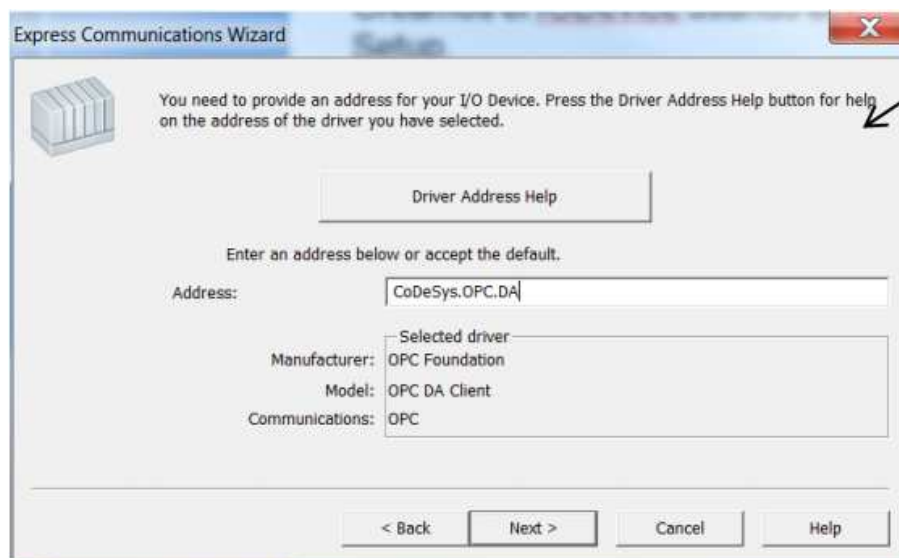 Express Communications Wizard
Setup
You need to provide an address for your I/O Device. Press the Driver Address Help button for help
on the address of the driver you have selected.
Driver Address Help
Enter an address below or accept the default.
Address: CoDeSys.OPC.DA
Selected driver
Manufacturer: OPC Foundation
Model: OPC DA Client
Communications: OPC
< Back Next > Cancel Help